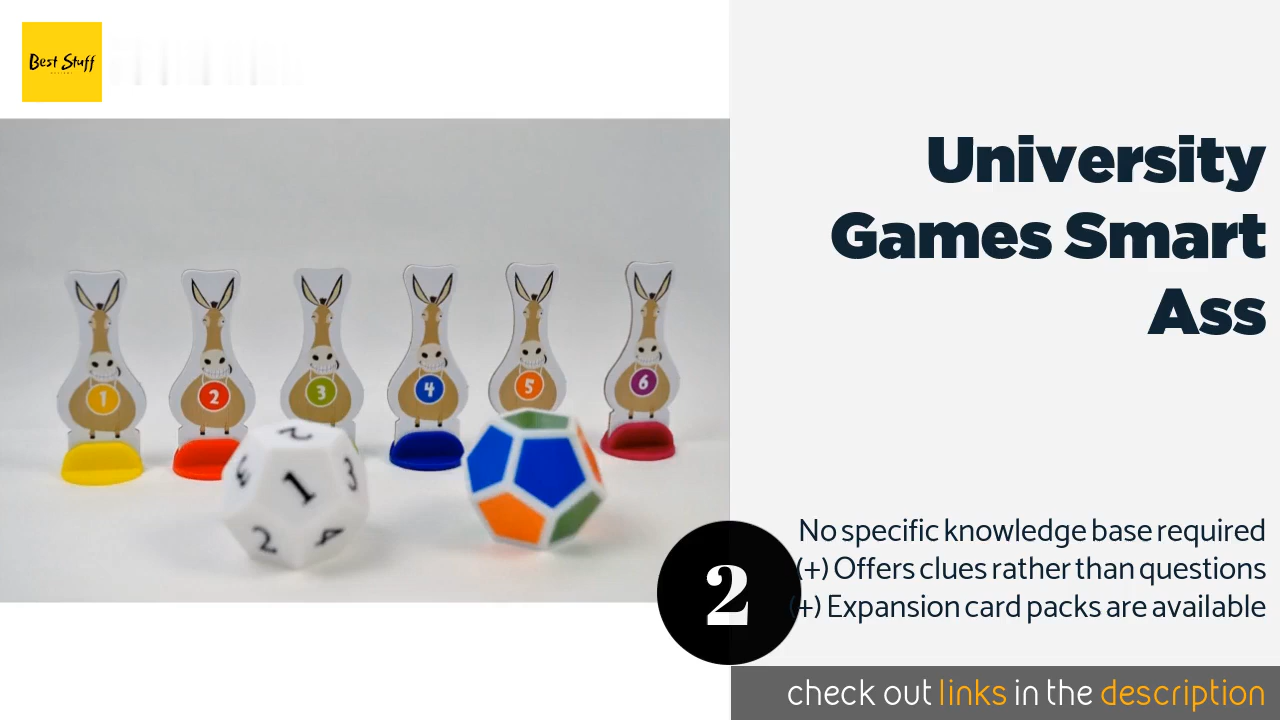 Best Stuff
University
Games Smart
Ass
1
2
3
4
5
6
2
1
3
3
2
4
No specific knowledge base required
(+) Offers clues rather than questions
(+) Expansion card packs are available
2
check out links in the description